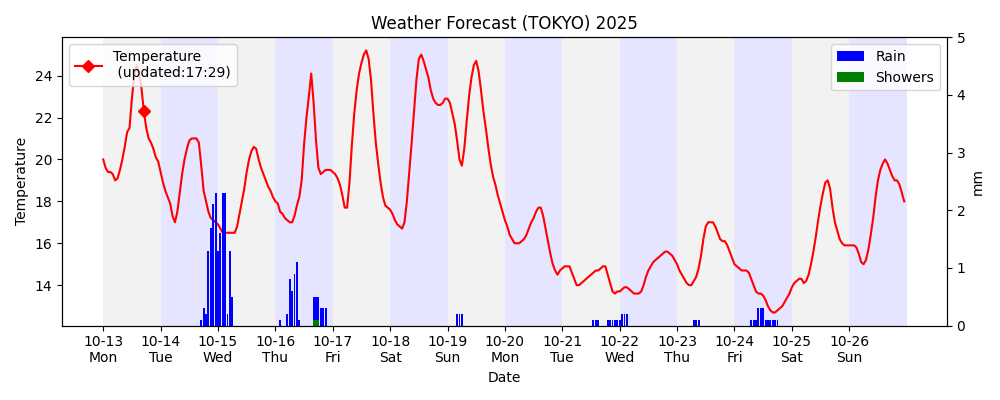 Weather Forecast (TOKYO) 2025
Temperature
(updated:17:29)
Rain
Showers
Temperature
24
22
20
18
16
14
5
4
3
2
1
0
mm
10-13 10-14 10-15 10-16 10-17 10-18 10-19 10-20 10-21 10-22 10-23 10-24 10-25 10-26
Mon Tue Wed Thu Fri Sat Sun Mon Tue Wed Thu Fri Sat Sun
Date